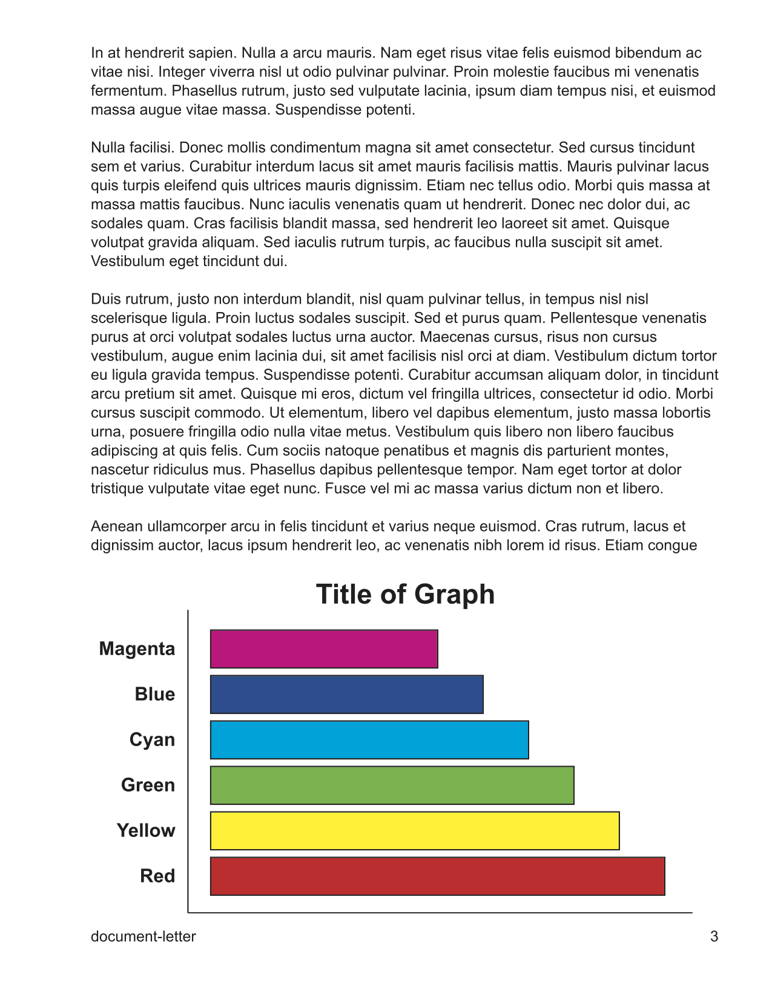 In at hendrerit sapien. Nulla a arcu mauris. Nam eget risus vitae felis euismod bibendum ac
vitae nisi. Integer viverra nisl ut odio pulvinar pulvinar. Proin molestie faucibus mi venenatis
fermentum. Phasellus rutrum, justo sed vulputate lacinia, ipsum diam tempus nisi, et euismod
massa augue vitae massa. Suspendisse potenti.
Nulla facilisi. Donec mollis condimentum magna sit amet consectetur. Sed cursus tincidunt
sem et varius. Curabitur interdum lacus sit amet mauris facilisis mattis. Mauris pulvinar lacus
quis turpis eleifend quis ultrices mauris dignissim. Etiam nec tellus odio. Morbi quis massa at
massa mattis faucibus. Nunc iaculis venenatis quam ut hendrerit. Donec nec dolor dui, ac
sodales quam. Cras facilisis blandit massa, sed hendrerit leo laoreet sit amet. Quisque
volutpat gravida aliquam. Sed iaculis rutrum turpis, ac faucibus nulla suscipit sit amet.
Vestibulum eget tincidunt dui.
Duis rutrum, justo non interdum blandit, nisl quam pulvinar tellus, in tempus nisl nisl
scelerisque ligula. Proin luctus sodales suscipit. Sed et purus quam. Pellentesque venenatis
purus at orci volutpat sodales luctus urna auctor. Maecenas cursus, risus non cursus
vestibulum, augue enim lacinia dui, sit amet facilisis nisl orci at diam. Vestibulum dictum tortor
eu ligula gravida tempus. Suspendisse potenti. Curabitur accumsan aliquam dolor, in tincidunt
arcu pretium sit amet. Quisque mi eros, dictum vel fringilla ultrices, consectetur id odio. Morbi
cursus suscipit commodo. Ut elementum, libero vel dapibus elementum, justo massa lobortis
urna, posuere fringilla odio nulla vitae metus. Vestibulum quis libero non libero faucibus
adipiscing at quis felis. Cum sociis natoque penatibus et magnis dis parturient montes,
nascetur ridiculus mus. Phasellus dapibus pellentesque tempor. Nam eget tortor at dolor
tristique vulputate vitae eget nunc. Fusce vel mi ac massa varius dictum non et libero.
Aenean ullamcorper arcu in felis tincidunt et varius neque euismod. Cras rutrum, lacus et
dignissim auctor, lacus ipsum hendrerit leo, ac venenatis nibh lorem id risus. Etiam congue
Title of Graph
Magenta
Blue
Cyan
Green
Yellow
Red
document-letter 3